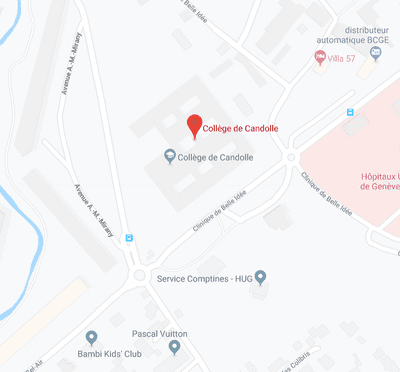 Clinique de Belle Idée
distributeur
automatique BCGE
Villa 57
Avenue A.-M.-Mirany
Collège de Candolle
Collège de Candolle
Hôpitaux U
de Genève
Avenue A.-M.-Mirany
Clinique de Belle Idée
Clinique de Belle Idée
Service Comptines - HUG
Pascal Vuitton
Bambi Kids' Club
Bel-Air
as Colibris